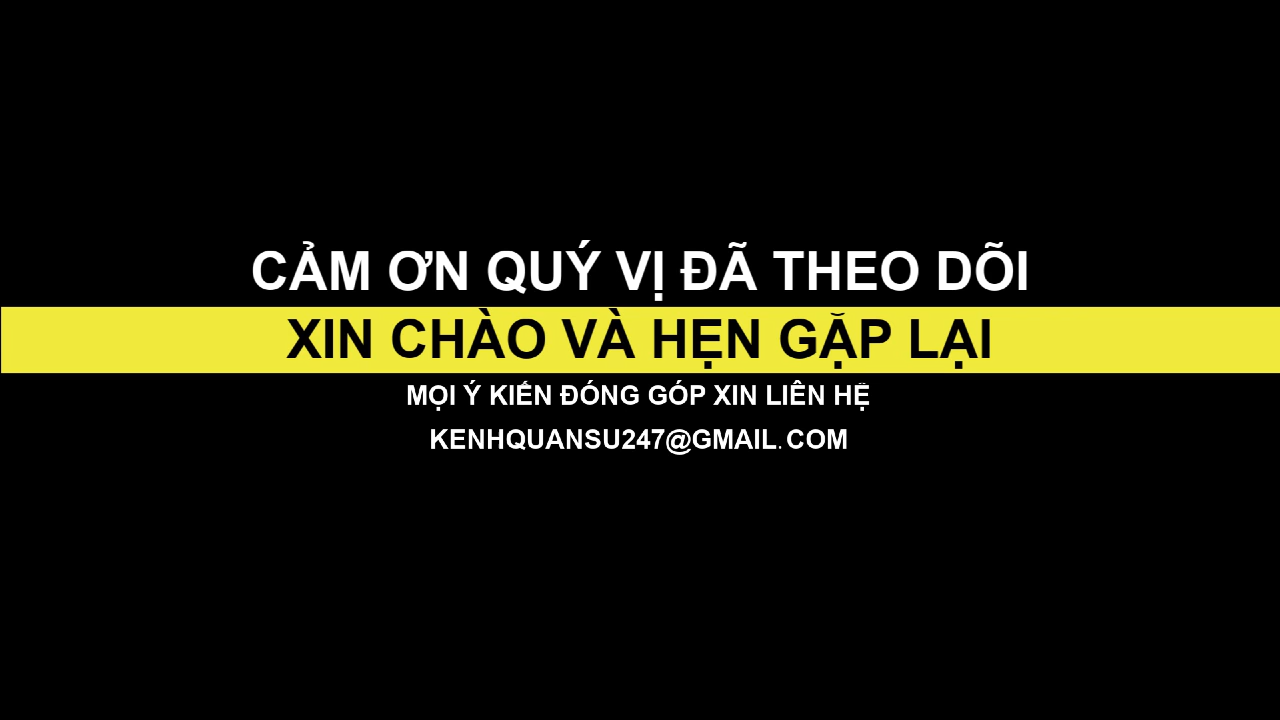 CẢM ƠN QUÝ VỊ ĐÃ THEO DÕI
XIN CHÀO VÀ HẸN GẶP LẠI
MỌI Ý KIẾN ĐÓNG GÓP XIN LIÊN HỆ
KENHQUANSU247@GMAIL.COM